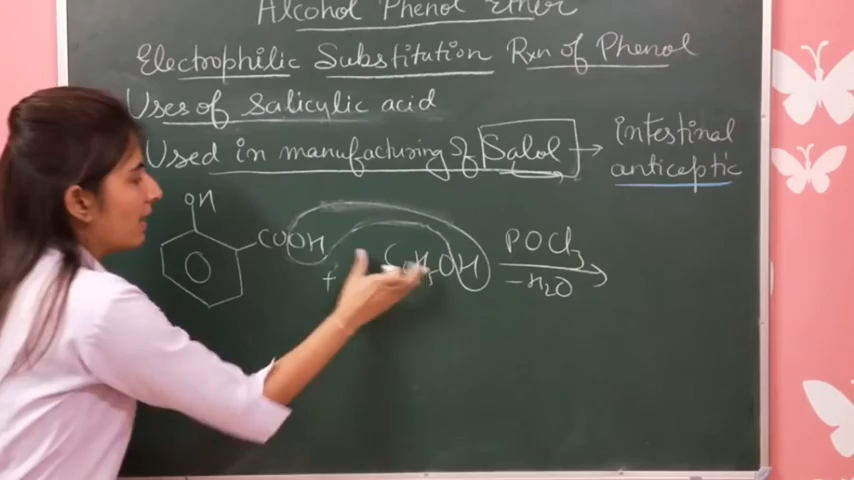 Alcohol Phenol Ether
Electrophilic Substitution Rxn of Phenol
Uses of Salicylic acid
Used in manufacturing of Salol → intestinal
anticeptic
OH
COOH + C6H5OH POCl3
-H2O